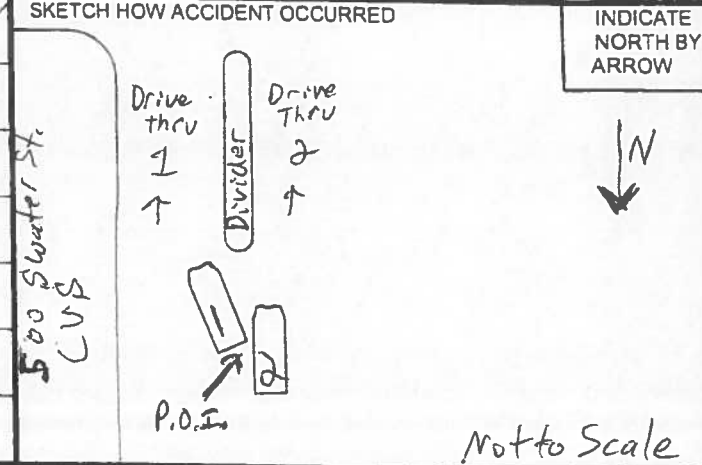 SKETCH HOW ACCIDENT OCCURRED
INDICATE
NORTH BY
ARROW
N
Drive
thru
1
Divider
Drive
Thru
2
500 S Water St.
CVS
1
2
P.O.I.
Not to Scale